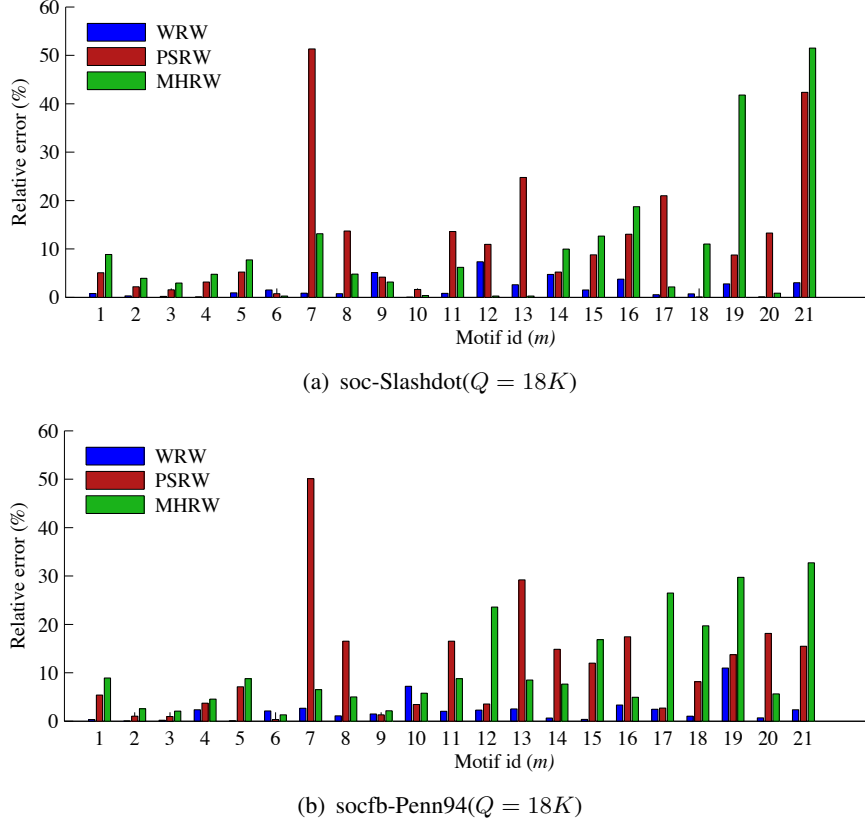 60
50
40
30
20
10
0
Relative error (%)
WRW
PSRW
MHRW
1 2 3 4 5 6 7 8 9 10 11 12 13 14 15 16 17 18 19 20 21
Motif id (m)
(a) soc-Slashdot(Q = 18K)
60
50
40
30
20
10
0
Relative error (%)
WRW
PSRW
MHRW
1 2 3 4 5 6 7 8 9 10 11 12 13 14 15 16 17 18 19 20 21
Motif id (m)
(b) socfb-Penn94(Q = 18K)